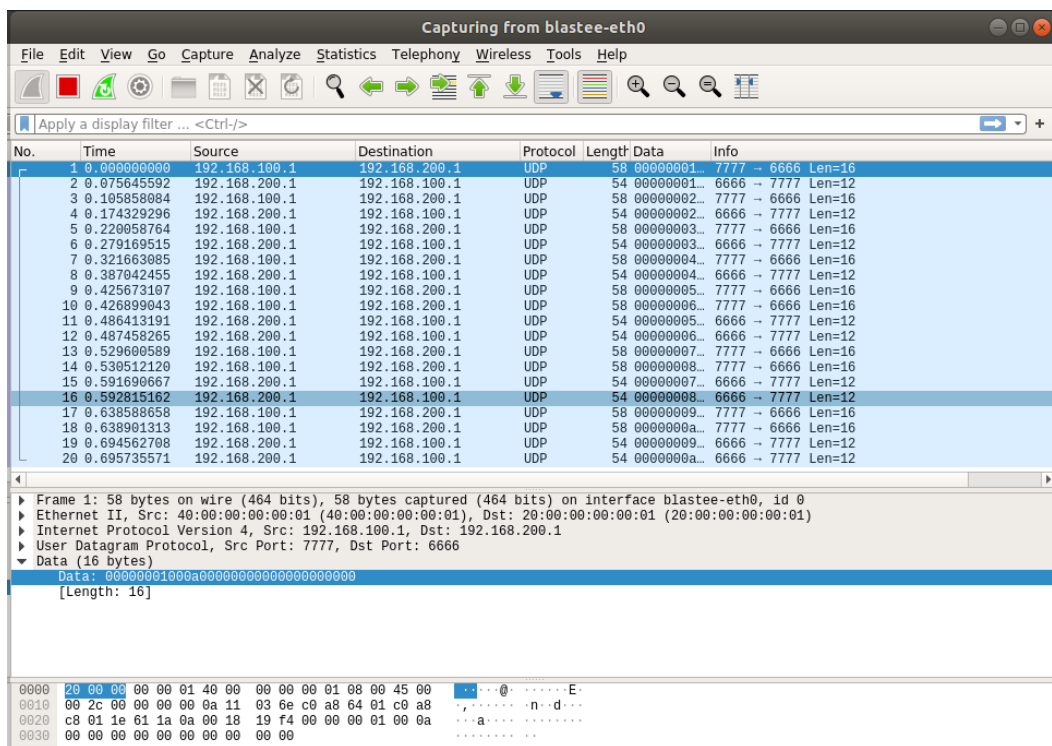 Capturing from blastee-eth0
File Edit View Go Capture Analyze Statistics Telephony Wireless Tools Help
Apply a display filter ... <Ctrl-/> +
No. Time Source Destination Protocol Length Data Info
1 0.000000000 192.168.100.1 192.168.200.1 UDP 58 00000001… 7777 → 6666 Len=16
2 0.075645592 192.168.200.1 192.168.100.1 UDP 54 00000001… 6666 → 7777 Len=12
3 0.105858084 192.168.100.1 192.168.200.1 UDP 58 00000002… 7777 → 6666 Len=16
4 0.174329296 192.168.200.1 192.168.100.1 UDP 54 00000002… 6666 → 7777 Len=12
5 0.220058764 192.168.100.1 192.168.200.1 UDP 58 00000003… 7777 → 6666 Len=16
6 0.279169515 192.168.200.1 192.168.100.1 UDP 54 00000003… 6666 → 7777 Len=12
7 0.321663085 192.168.100.1 192.168.200.1 UDP 58 00000004… 7777 → 6666 Len=16
8 0.387042455 192.168.200.1 192.168.100.1 UDP 54 00000004… 6666 → 7777 Len=12
9 0.425673107 192.168.100.1 192.168.200.1 UDP 58 00000005… 7777 → 6666 Len=16
10 0.426899043 192.168.100.1 192.168.200.1 UDP 58 00000006… 7777 → 6666 Len=16
11 0.486413191 192.168.200.1 192.168.100.1 UDP 54 00000005… 6666 → 7777 Len=12
12 0.487458265 192.168.200.1 192.168.100.1 UDP 54 00000006… 6666 → 7777 Len=12
13 0.529600589 192.168.100.1 192.168.200.1 UDP 58 00000007… 7777 → 6666 Len=16
14 0.530512120 192.168.100.1 192.168.200.1 UDP 58 00000008… 7777 → 6666 Len=16
15 0.591690667 192.168.200.1 192.168.100.1 UDP 54 00000007… 6666 → 7777 Len=12
16 0.592815162 192.168.200.1 192.168.100.1 UDP 54 00000008… 6666 → 7777 Len=12
17 0.638588658 192.168.100.1 192.168.200.1 UDP 58 00000009… 7777 → 6666 Len=16
18 0.638901313 192.168.100.1 192.168.200.1 UDP 58 0000000a… 7777 → 6666 Len=16
19 0.694562708 192.168.200.1 192.168.100.1 UDP 54 00000009… 6666 → 7777 Len=12
20 0.695735571 192.168.200.1 192.168.100.1 UDP 54 0000000a… 6666 → 7777 Len=12
Frame 1: 58 bytes on wire (464 bits), 58 bytes captured (464 bits) on interface blastee-eth0, id 0
Ethernet II, Src: 40:00:00:00:00:01 (40:00:00:00:00:01), Dst: 20:00:00:00:00:01 (20:00:00:00:00:01)
Internet Protocol Version 4, Src: 192.168.100.1, Dst: 192.168.200.1
User Datagram Protocol, Src Port: 7777, Dst Port: 6666
Data (16 bytes)
Data: 00000001000a00000000000000000000
[Length: 16]
0000 20 00 00 00 00 01 40 00 00 00 00 01 08 00 45 00 ·····@· ······E·
0010 00 2c 00 00 00 00 0a 11 03 6e c0 a8 64 01 c0 a8 ·,······ ·n··d···
0020 c8 01 1e 61 1a 0a 00 18 19 f4 00 00 00 01 00 0a ···a···· ········
0030 00 00 00 00 00 00 00 00 00 00 ········ ··